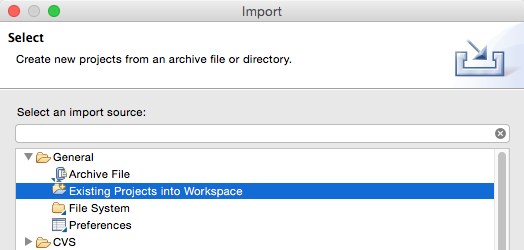 Import
Select
Create new projects from an archive file or directory.
Select an import source:
General
Archive File
Existing Projects into Workspace
File System
Preferences
CVS